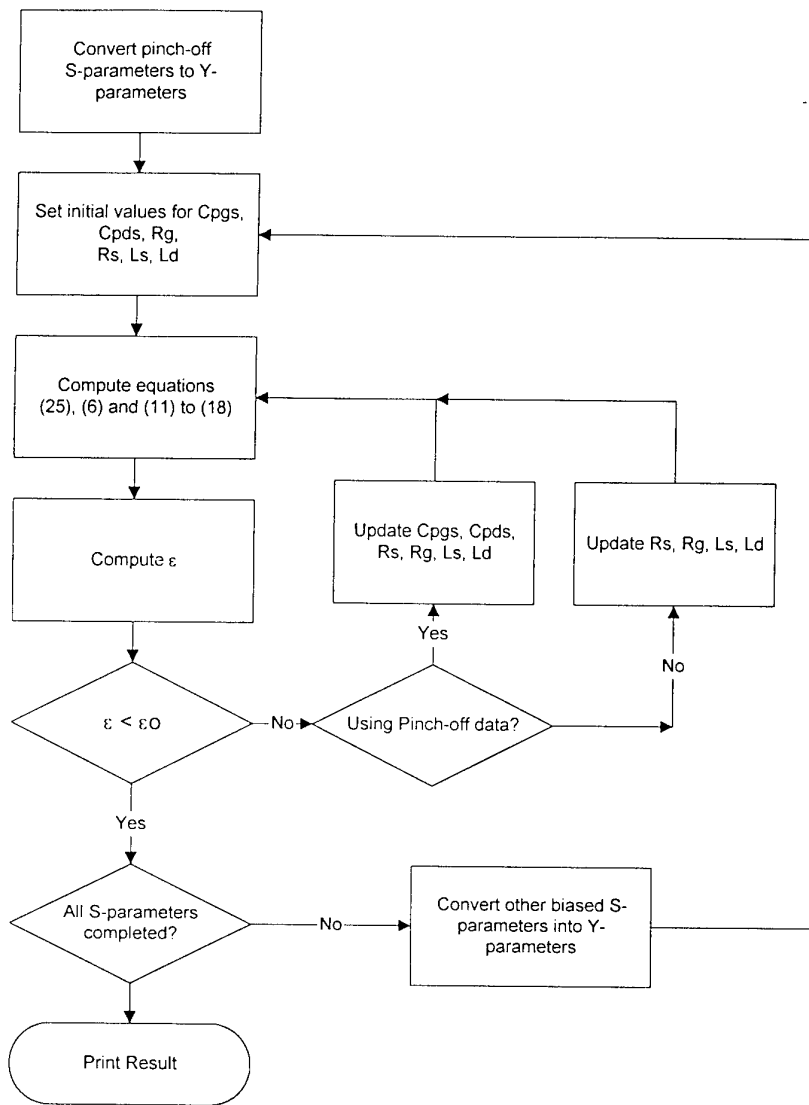 Convert pinch-off
S-parameters to Y-
parameters
Set initial values for Cpgs,
Cpds, Rg,
Rs, Ls, Ld
Compute equations
(25), (6) and (11) to (18)
Compute ε
Update Cpgs, Cpds,
Rs, Rg, Ls, Ld
Update Rs, Rg, Ls, Ld
Yes
No
ε < εo
No
Using Pinch-off data?
Yes
All S-parameters
completed?
No
Convert other biased S-
parameters into Y-
parameters
Print Result